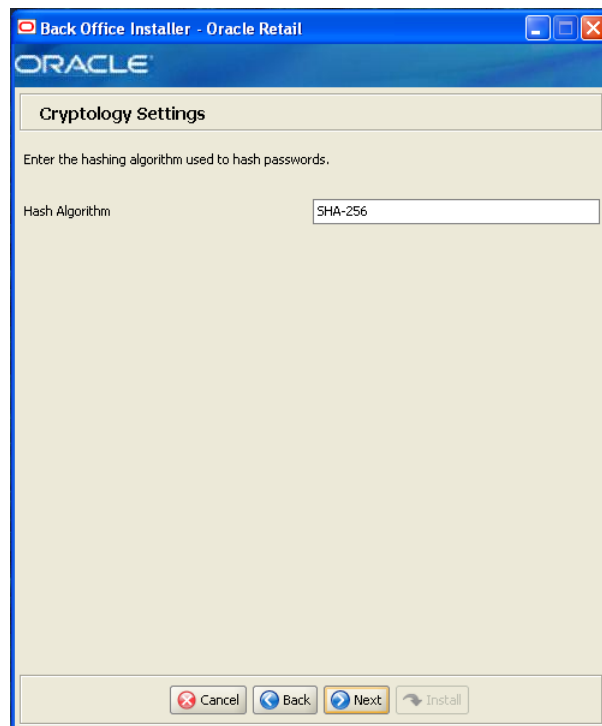 Back Office Installer - Oracle Retail
ORACLE
Cryptology Settings
Enter the hashing algorithm used to hash passwords.
Hash Algorithm SHA-256
Cancel Back Next Install